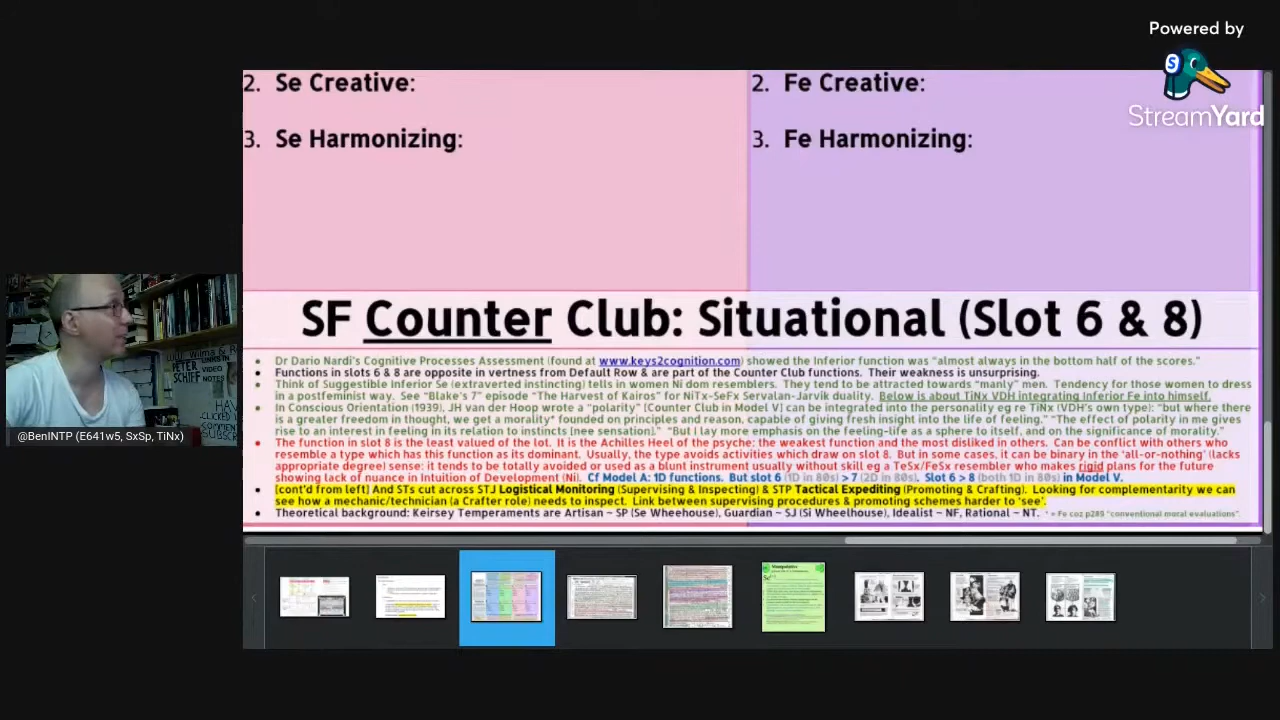 Powered by
StreamYard
2. Se Creative:
3. Se Harmonizing:
2. Fe Creative:
3. Fe Harmonizing:
SF Counter Club: Situational (Slot 6 & 8)
• Dr Dario Nardi's Cognitive Processes Assessment (found at www.keys2cognition.com) showed the Inferior function was "almost always in the bottom half of the scores."
• Functions in slots 6 & 8 are opposite in vertness from Default Row & are part of the Counter Club functions. Their weakness is unsurprising.
• Think of Suggestible Inferior Se (extraverted instincting) tells in women Ni dom resemblers. They tend to be attracted towards "manly" men. Tendency for those women to dress
in a postfeminist way. See "Blake's 7" episode "The Harvest of Kairos" for NiTx-SeFx Servalan-Jarvik duality. Below is about TiNx VDH integrating Inferior Fe into himself.
• In Conscious Orientation (1939), JH van der Hoop wrote a "polarity" [Counter Club in Model V] can be integrated into the personality eg re TiNx (VDH's own type): "but where there
is a greater freedom in thought, we get a morality* founded on principles and reason, capable of giving fresh insight into the life of feeling." "The effect of polarity in me gives
rise to an interest in feeling in its relation to instincts [nee sensation]." "But I lay more emphasis on the feeling-life as a sphere to itself, and on the significance of morality."
• The function in slot 8 is the least valued of the lot. It is the Achilles Heel of the psyche; the weakest function and the most disliked in others. Can be conflict with others who
resemble a type which has this function as its dominant. Usually, the type avoids activities which draw on slot 8. But in some cases, it can be binary in the 'all-or-nothing' (lacks
appropriate degree) sense: it tends to be totally avoided or used as a blunt instrument usually without skill eg a TeSx/FeSx resembler who makes rigid plans for the future
showing lack of nuance in Intuition of Development (Ni). Cf Model A: 1D functions. But slot 6 (1D in 80s) > 7 (2D in 80s). Slot 6 > 8 (both 1D in 80s) in Model V.
• [cont'd from left] And STs cut across STJ Logistical Monitoring (Supervising & Inspecting) & STP Tactical Expediting (Promoting & Crafting). Looking for complementarity we can
see how a mechanic/technician (a Crafter role) needs to inspect. Link between supervising procedures & promoting schemes harder to 'see'.
• Theoretical background: Keirsey Temperaments are Artisan ~ SP (Se Wheehouse), Guardian ~ SJ (Si Wheelhouse), Idealist ~ NF, Rational ~ NT. * = Fe coz p289 "conventional moral evaluations".
PETER
SCHIFF
VIDEO
NOTES
@BenINTP (E641w5, SxSp, TiNx)